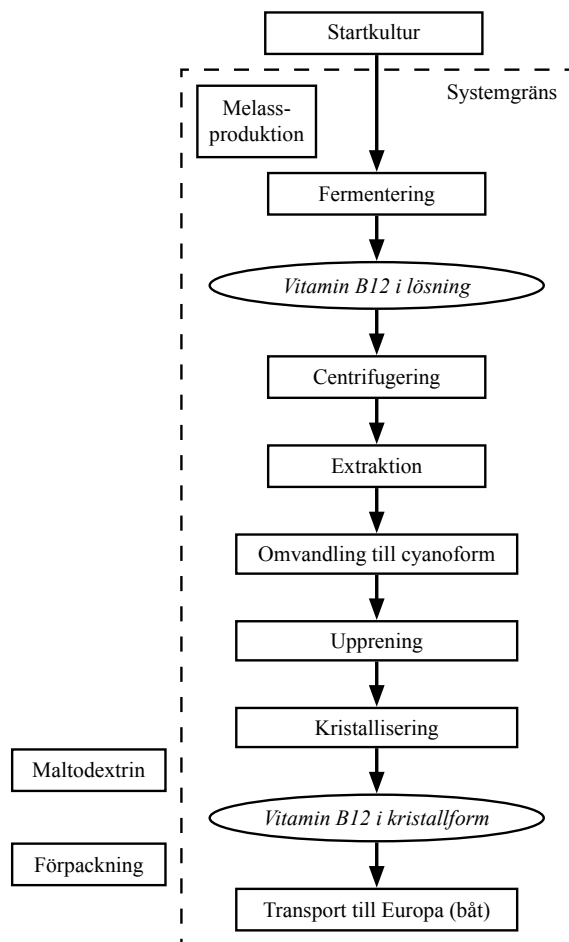 Startkultur
Systemgräns
Melass-
produktion
Fermentering
Vitamin B12 i lösning
Centrifugering
Extraktion
Omvandling till cyanoform
Upprening
Kristallisering
Maltodextrin
Vitamin B12 i kristallform
Förpackning
Transport till Europa (båt)